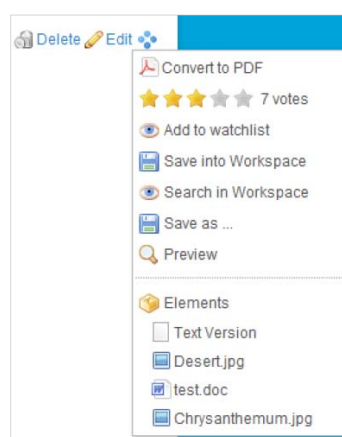 Delete Edit
Convert to PDF
7 votes
Add to watchlist
Save into Workspace
Search in Workspace
Save as ...
Preview
Elements
Text Version
Desert.jpg
test.doc
Chrysanthemum.jpg